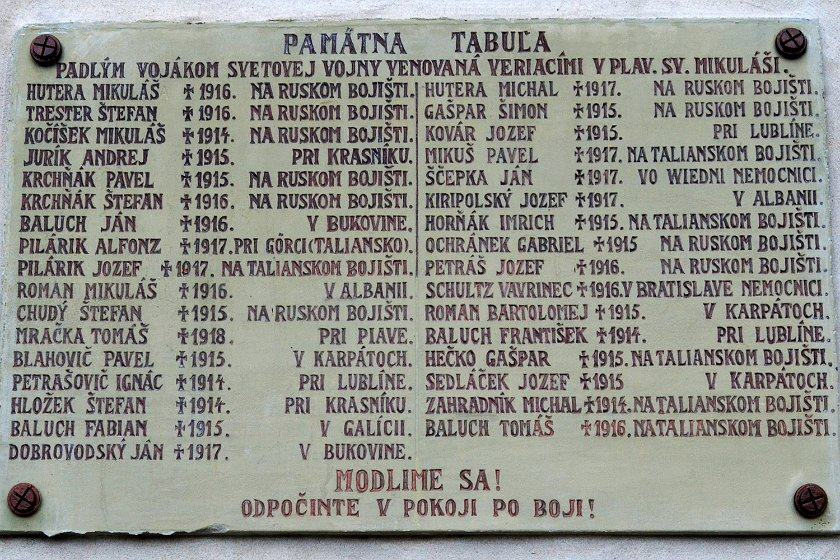 PAMÄTNA TABUĽA
PADLÝM VOJÁKOM SVETOVEJ VOJNY VENOVANÁ VERIACÍMI V PLAV. SV. MIKULÁŠI.
HUTERA MIKULÁŠ ✝1916. NA RUSKOM BOJIŠTI.
TRESTER ŠTEFAN ✝1916. NA RUSKOM BOJIŠTI.
KOČÍŠEK MIKULÁŠ ✝1914. NA RUSKOM BOJIŠTI.
JURÍK ANDREJ ✝1915. PRI KRASNÍKU.
KRCHŇÁK PAVEL ✝1915. NA RUSKOM BOJIŠTI.
KRCHŇÁK ŠTEFAN ✝1916. NA RUSKOM BOJIŠTI.
BALUCH JÁN ✝1916. V BUKOVINE.
PILÁRIK ALFONZ ✝1917. PRI GÖRCI (TALIANSKO).
PILÁRIK JOZEF ✝1917. NA TALIANSKOM BOJIŠTI.
ROMAN MIKULÁŠ ✝1916. V ALBANII.
CHUDÝ ŠTEFAN ✝1915. NA RUSKOM BOJIŠTI.
MRAČKA TOMÁŠ ✝1918. PRI PIAVE.
BLAHOVIČ PAVEL ✝1915. V KARPÁTOCH.
PETRAŠOVIČ IGNÁC ✝1914. PRI LUBLÍNE.
HLOŽEK ŠTEFAN ✝1914. PRI KRASNÍKU.
BALUCH FABIAN ✝1915. V GALÍCII.
DOBROVODSKÝ JÁN ✝1917. V BUKOVINE.
HUTERA MICHAL ✝1917. NA RUSKOM BOJIŠTI.
GAŠPAR ŠIMON ✝1915. NA RUSKOM BOJIŠTI.
KOVÁR JOZEF ✝1915. PRI LUBLÍNE.
MIKUŠ PAVEL ✝1917. NA TALIANSKOM BOJIŠTI.
ŠČEPKA JÁN ✝1917. VO WIEDNI NEMOCNICI.
KIRIPOLSKÝ JOZEF ✝1917. V ALBANII.
HORŇÁK IMRICH ✝1915. NA TALIANSKOM BOJIŠTI.
OCHRÁNEK GABRIEL ✝1915 NA RUSKOM BOJIŠTI.
PETRÁŠ JOZEF ✝1916. NA RUSKOM BOJIŠTI.
SCHULTZ VAVRINEC ✝1916. V BRATISLAVE NEMOCNICI.
ROMAN BARTOLOMEJ ✝1915. V KARPÁTOCH.
BALUCH FRANTIŠEK ✝1914. PRI LUBLÍNE.
HEČKO GAŠPAR ✝1915. NA TALIANSKOM BOJIŠTI.
SEDLÁČEK JOZEF ✝1915 V KARPÁTOCH.
ZAHRADNÍK MICHAL ✝1914. NA TALIANSKOM BOJIŠTI.
BALUCH TOMÁŠ ✝1916. NA TALIANSKOM BOJIŠTI.
MODLIME SA!
ODPOČINTE V POKOJI PO BOJI!